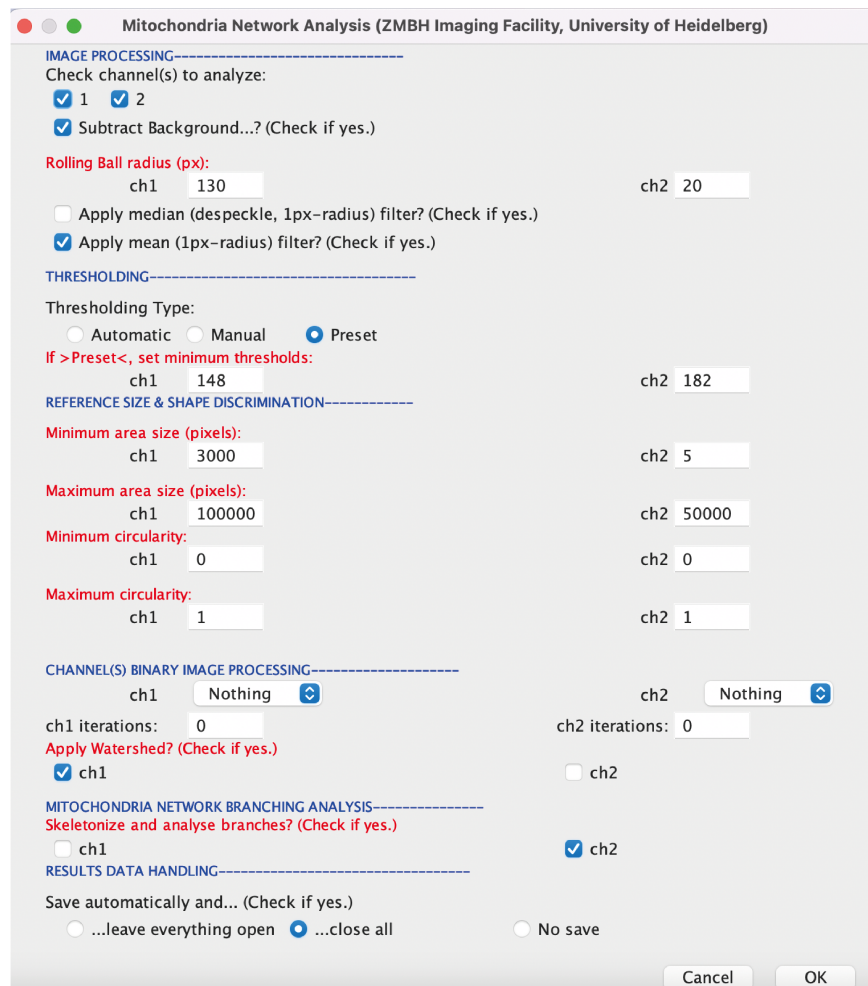 Mitochondria Network Analysis (ZMBH Imaging Facility, University of Heidelberg)
IMAGE PROCESSING-------------------------------
Check channel(s) to analyze:
1 2
Subtract Background...? (Check if yes.)
Rolling Ball radius (px):
ch1 130 ch2 20
Apply median (despeckle, 1px-radius) filter? (Check if yes.)
Apply mean (1px-radius) filter? (Check if yes.)
THRESHOLDING------------------------------------
Thresholding Type:
Automatic Manual Preset
If >Preset<, set minimum thresholds:
ch1 148 ch2 182
REFERENCE SIZE & SHAPE DISCRIMINATION------------
Minimum area size (pixels):
ch1 3000 ch2 5
Maximum area size (pixels):
ch1 100000 ch2 50000
Minimum circularity:
ch1 0 ch2 0
Maximum circularity:
ch1 1 ch2 1
CHANNEL(S) BINARY IMAGE PROCESSING--------------------
ch1 Nothing ch2 Nothing
ch1 iterations: 0 ch2 iterations: 0
Apply Watershed? (Check if yes.)
ch1 ch2
MITOCHONDRIA NETWORK BRANCHING ANALYSIS---------------
Skeletonize and analyse branches? (Check if yes.)
ch1 ch2
RESULTS DATA HANDLING----------------------------------
Save automatically and... (Check if yes.)
...leave everything open ...close all No save
Cancel OK